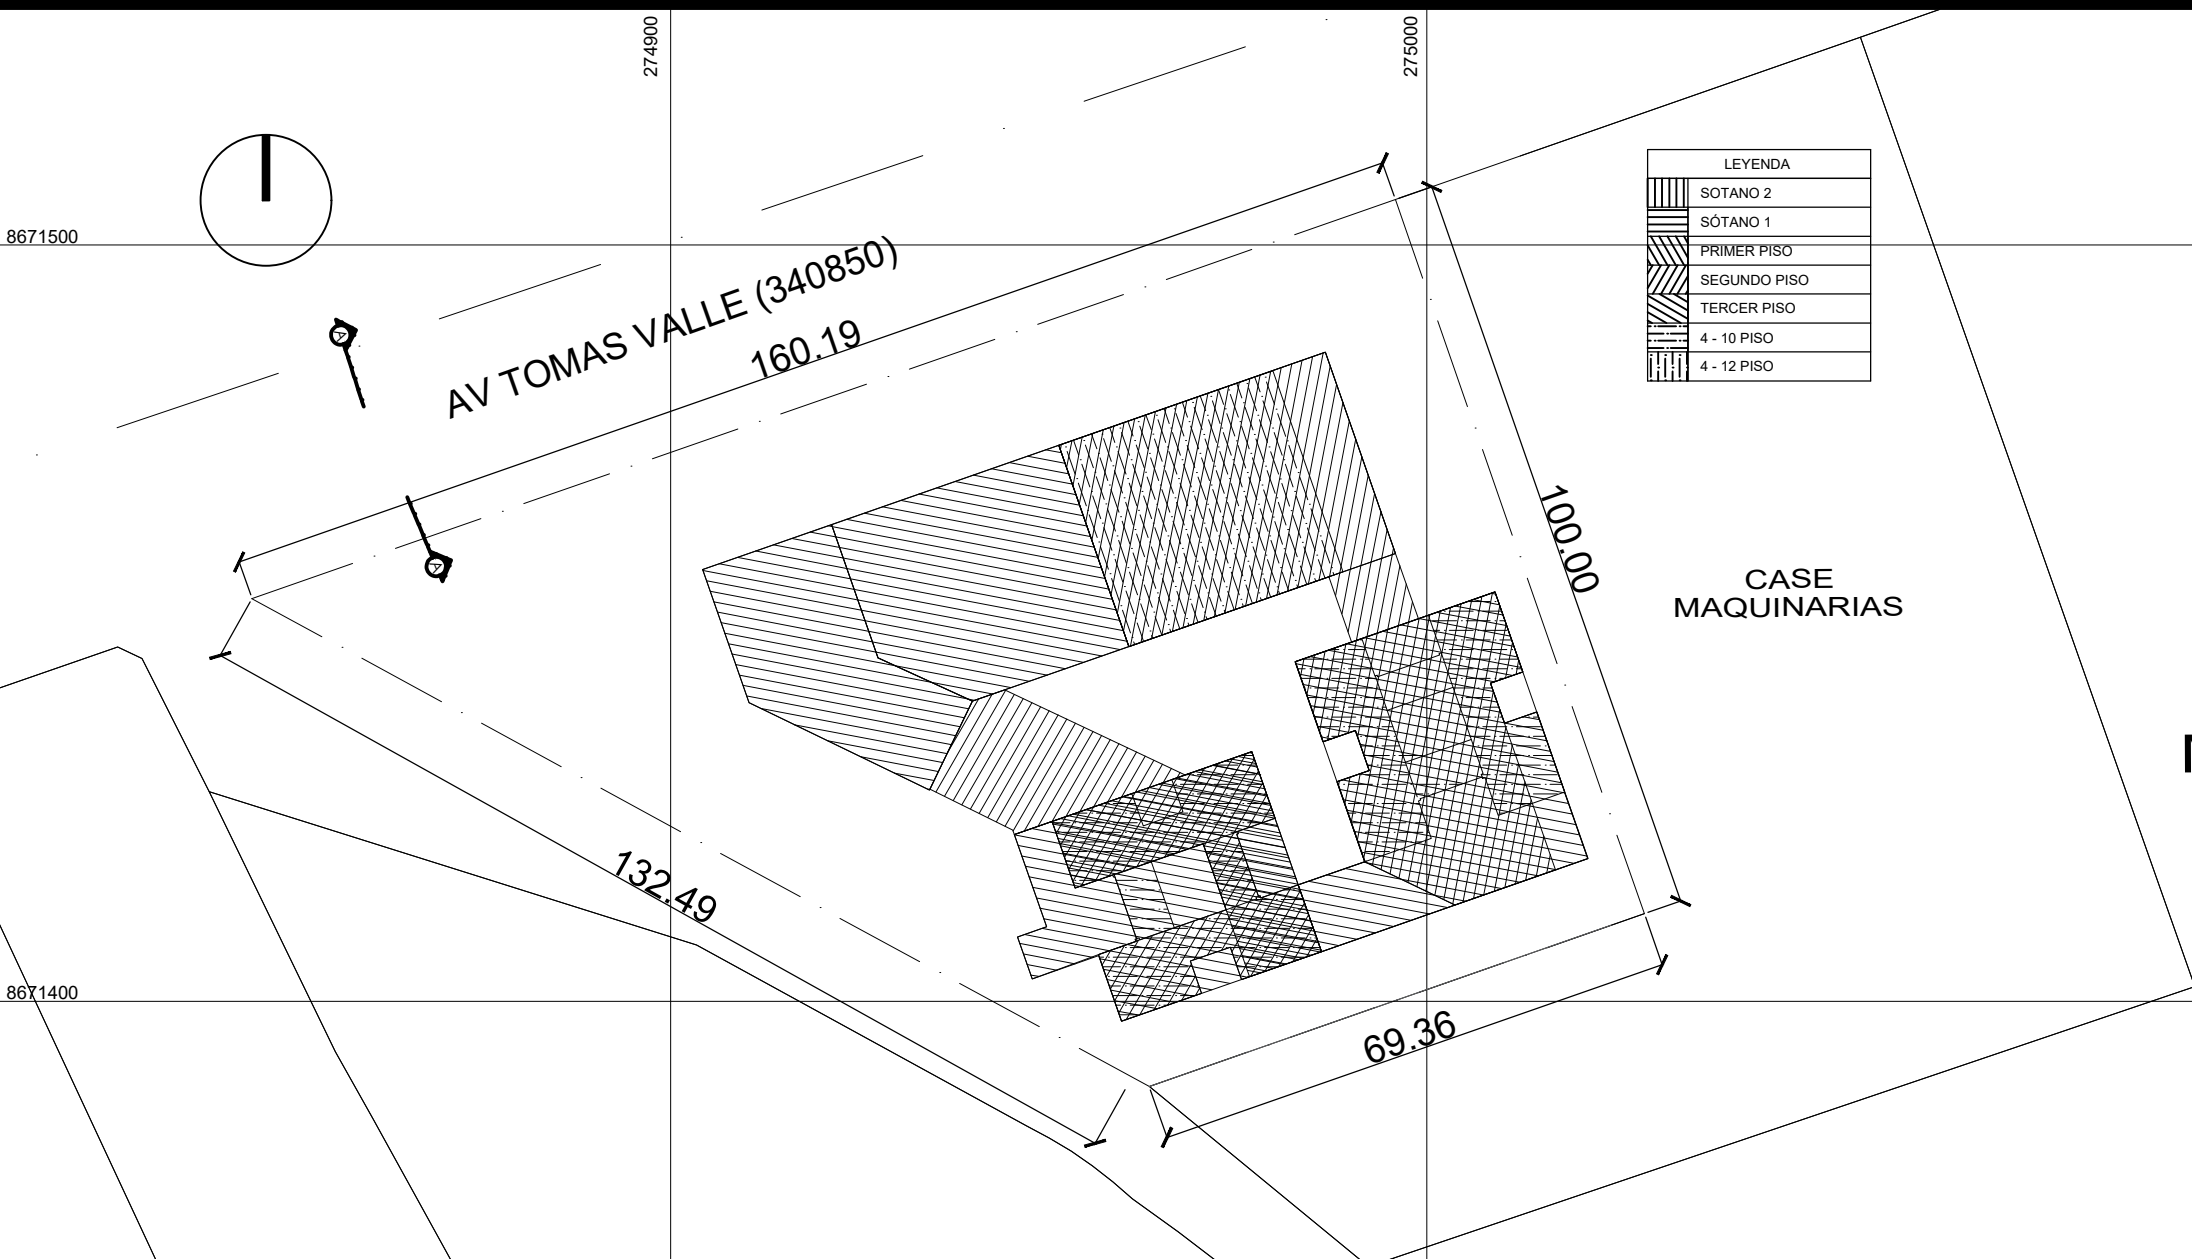 274900
275000
8671500
AV TOMAS VALLE (340850)
160.19
LEYENDA
SOTANO 2
SÓTANO 1
PRIMER PISO
SEGUNDO PISO
TERCER PISO
4 - 10 PISO
4 - 12 PISO
A
A
100.00
CASE
MAQUINARIAS
132.49
8671400
69.36